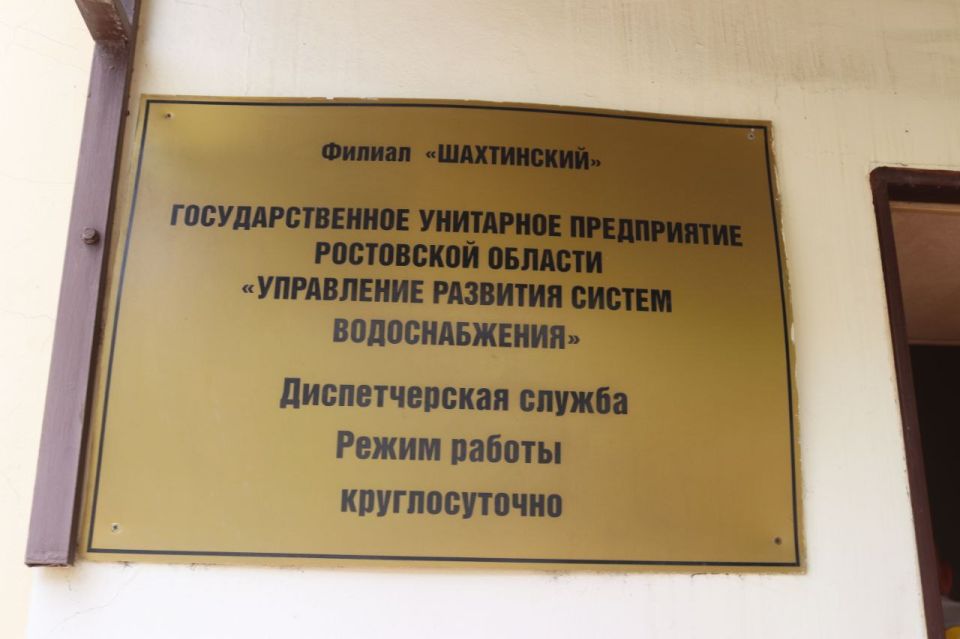 Филиал «ШАХТИНСКИЙ»
ГОСУДАРСТВЕННОЕ УНИТАРНОЕ ПРЕДПРИЯТИЕ
РОСТОВСКОЙ ОБЛАСТИ
«УПРАВЛЕНИЕ РАЗВИТИЯ СИСТЕМ
ВОДОСНАБЖЕНИЯ»
Диспетчерская служба
Режим работы
круглосуточно